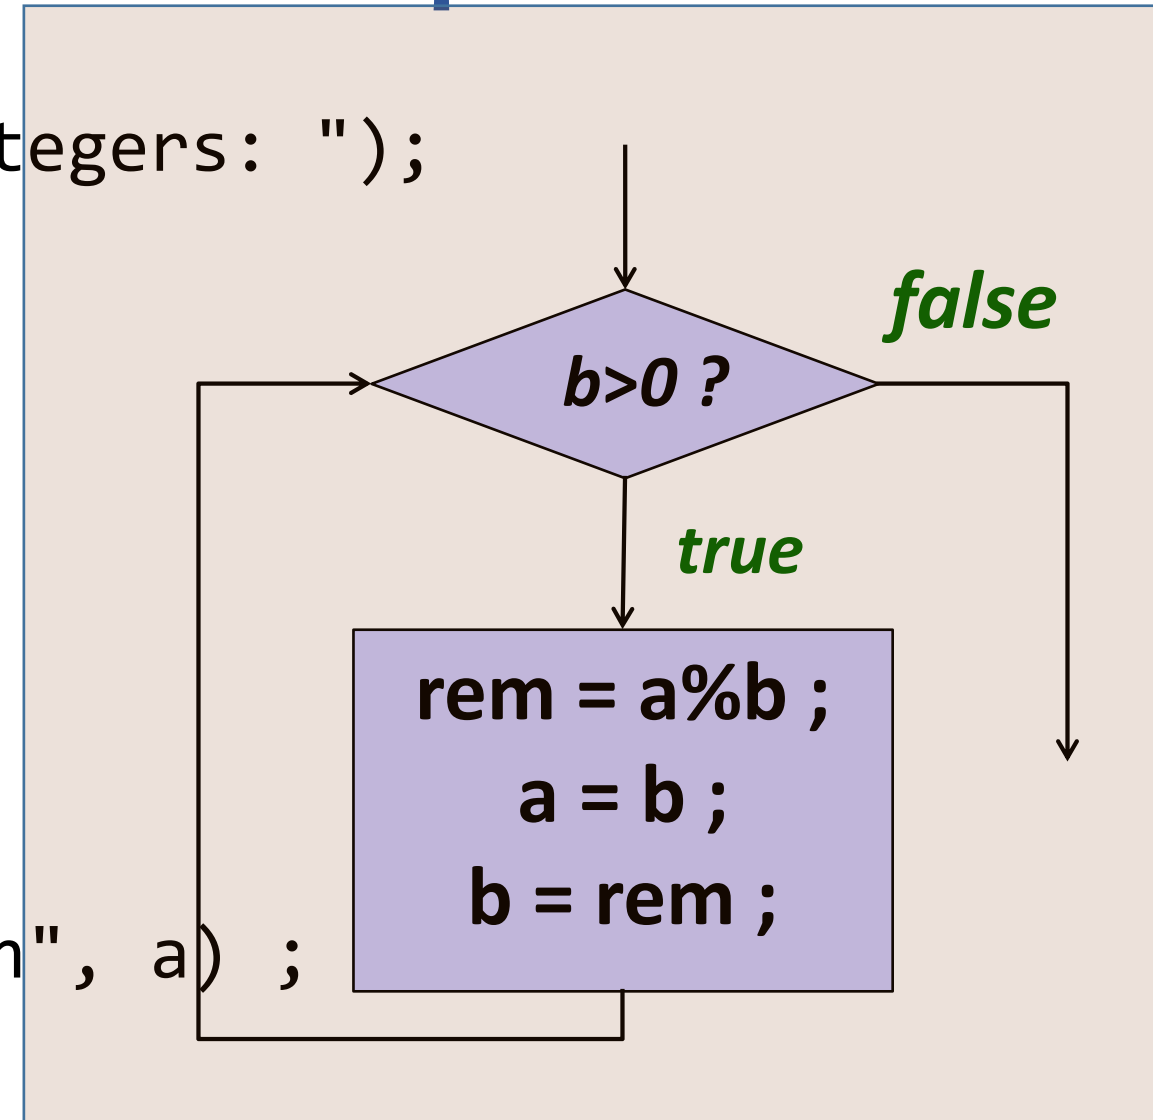 tegers: ");
false
b>0 ?
true
rem = a%b ;
a = b ;
b = rem ;
n", a) ;